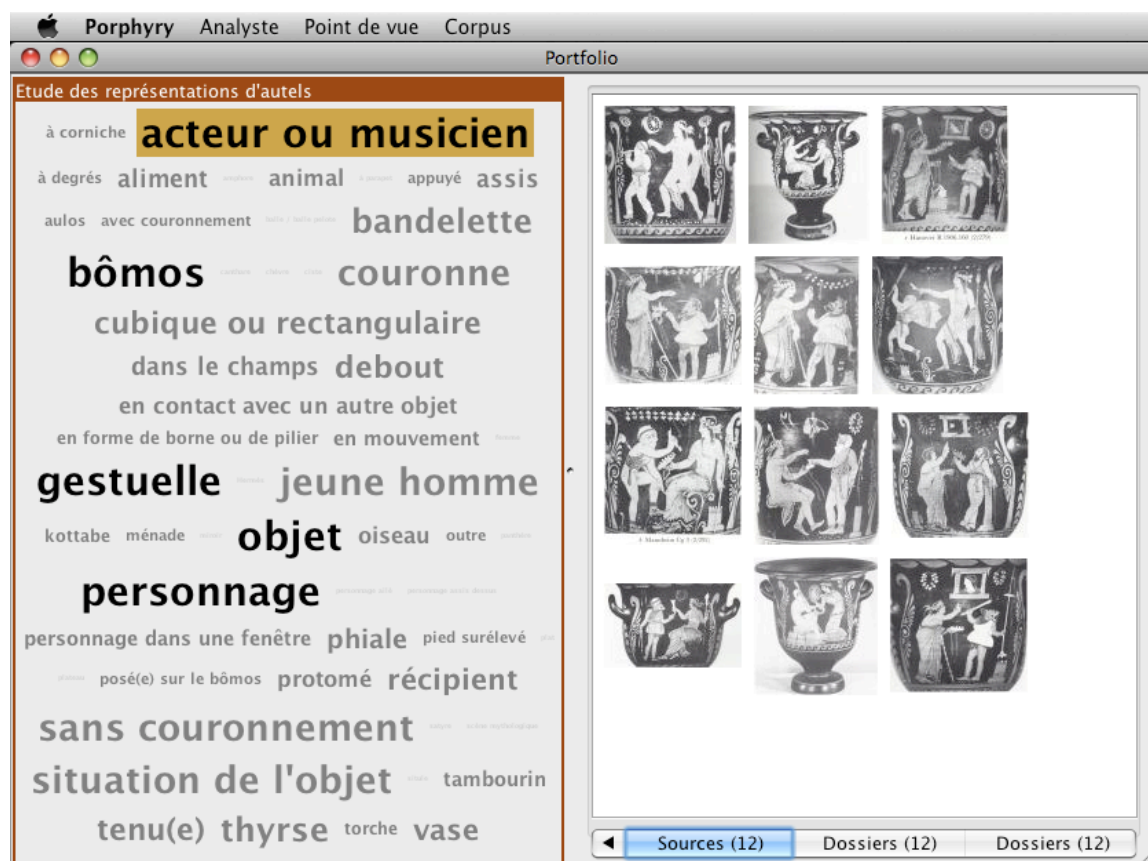 Porphyry Analyste Point de vue Corpus
Portfolio
Etude des représentations d'autels
à corniche acteur ou musicien
à degrés aliment animal appuyé assis
aulos avec couronnement bandelette
bômos couronne
cubique ou rectangulaire
dans le champs debout
en contact avec un autre objet
en forme de borne ou de pilier en mouvement
gestuelle jeune homme
kottabe ménade objet oiseau outre
personnage
personnage dans une fenêtre phiale pied surélevé
posé(e) sur le bômos protomé récipient
sans couronnement
situation de l'objet tambourin
tenu(e) thyrse torche vase
Sources (12) Dossiers (12) Dossiers (12)